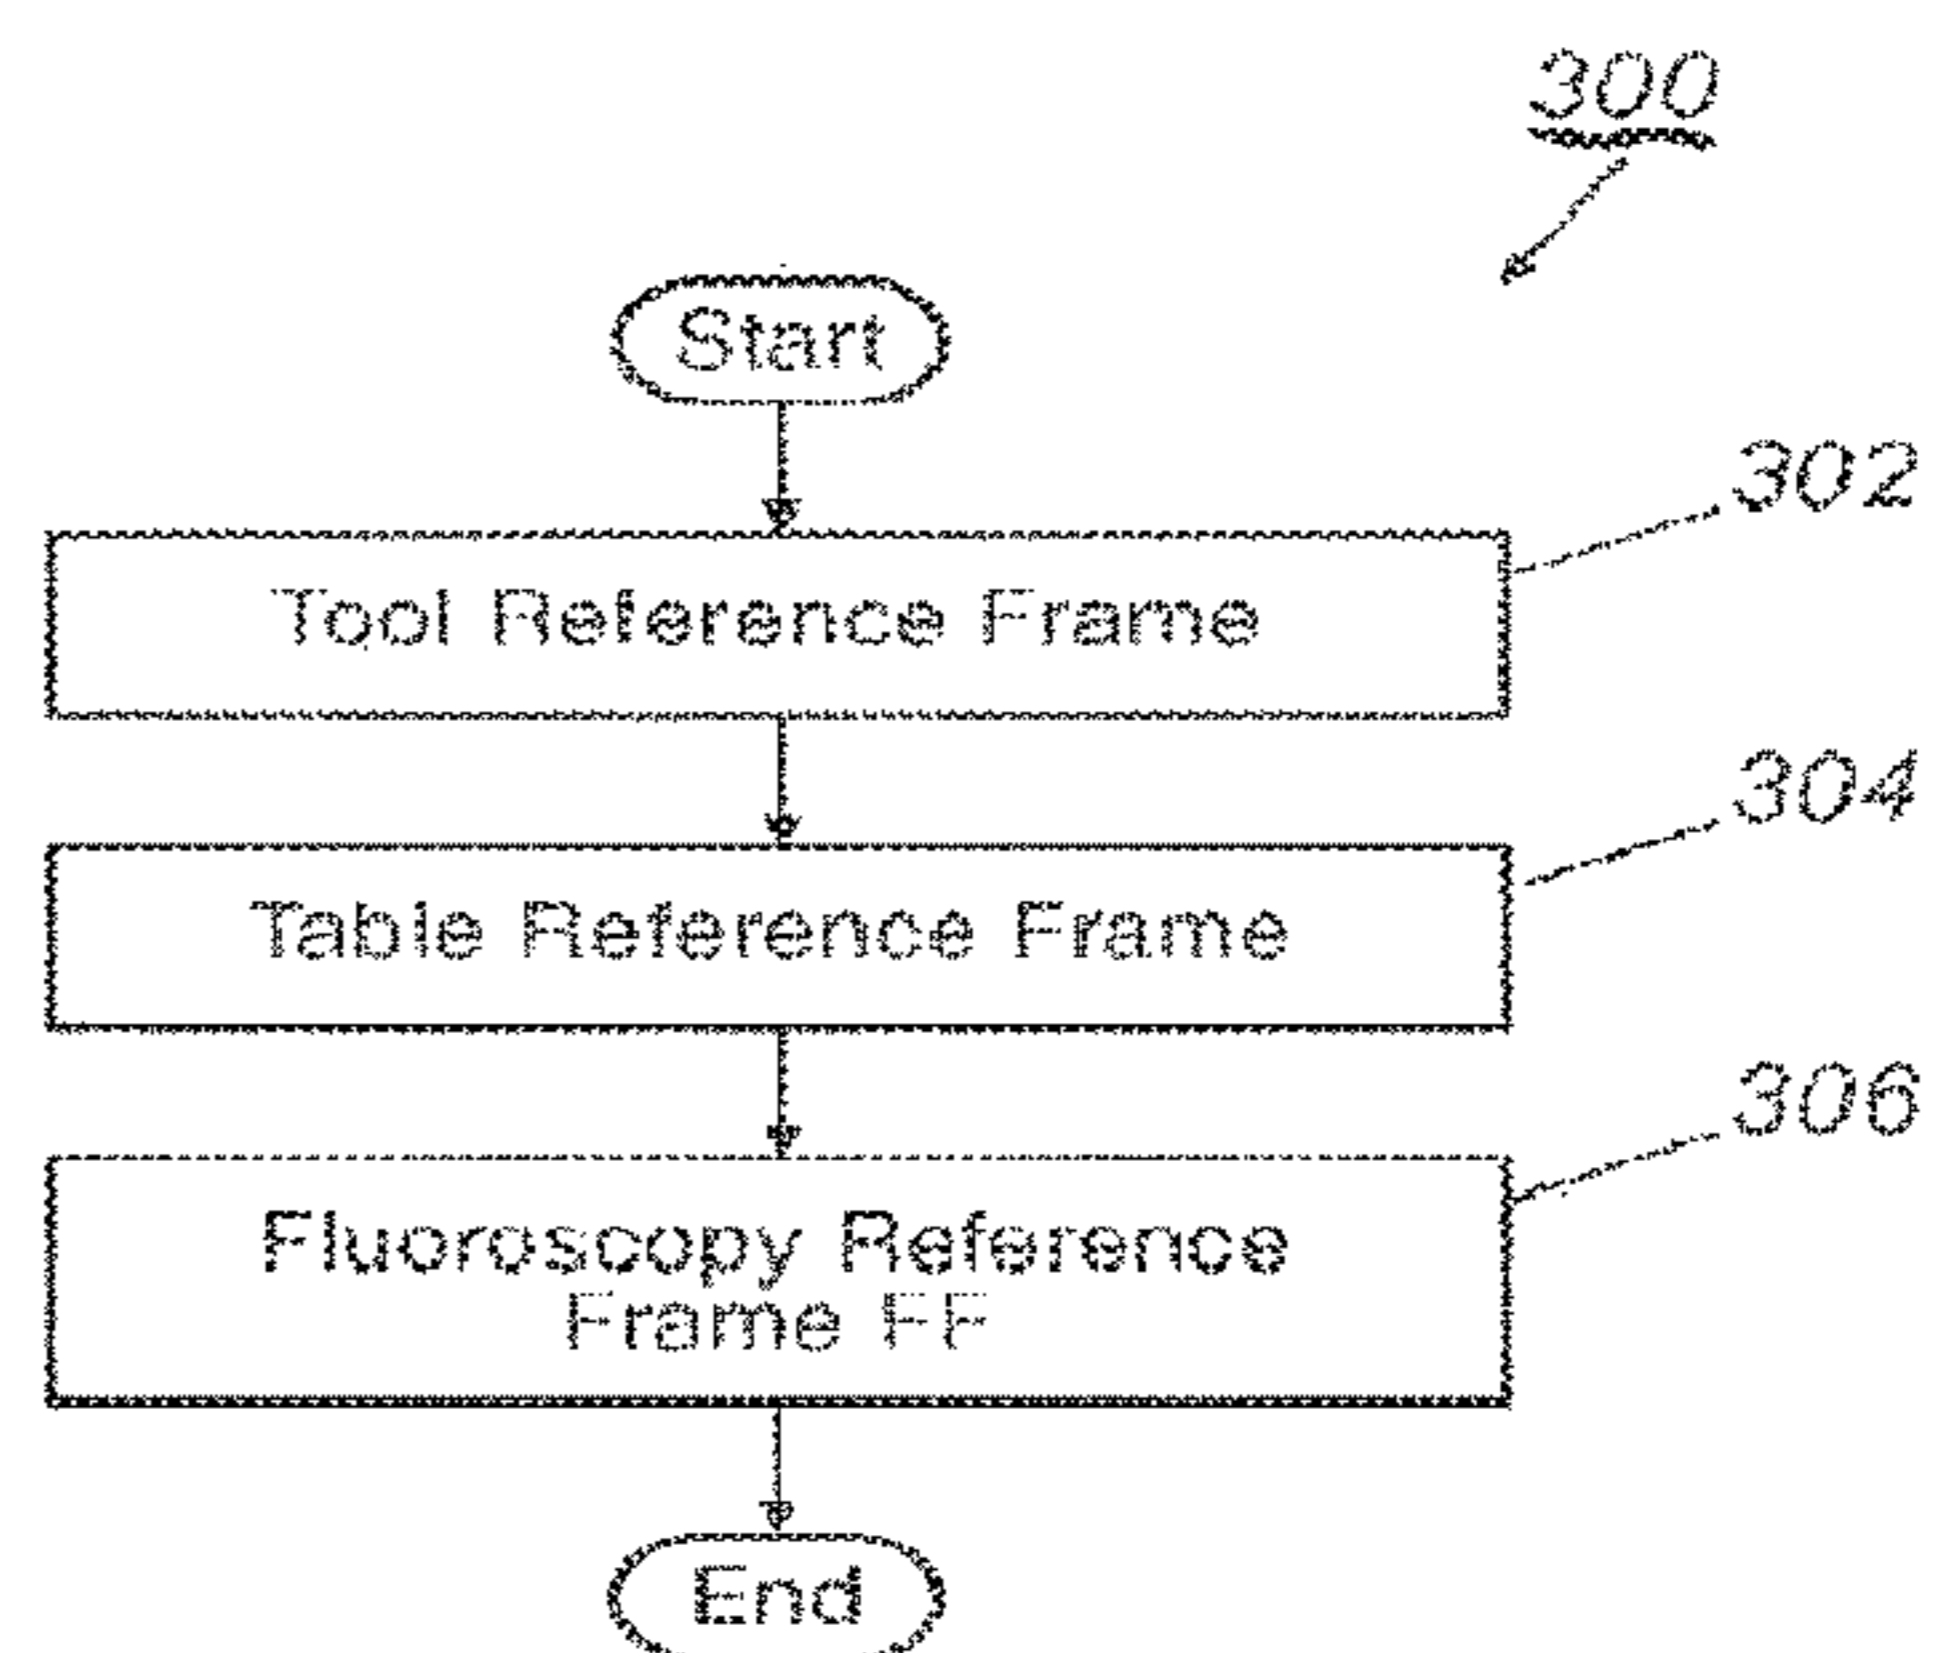 300
Start
302
Tool Reference Frame
304
Table Reference Frame
306
Fluoroscopy Reference
Frame FF
End